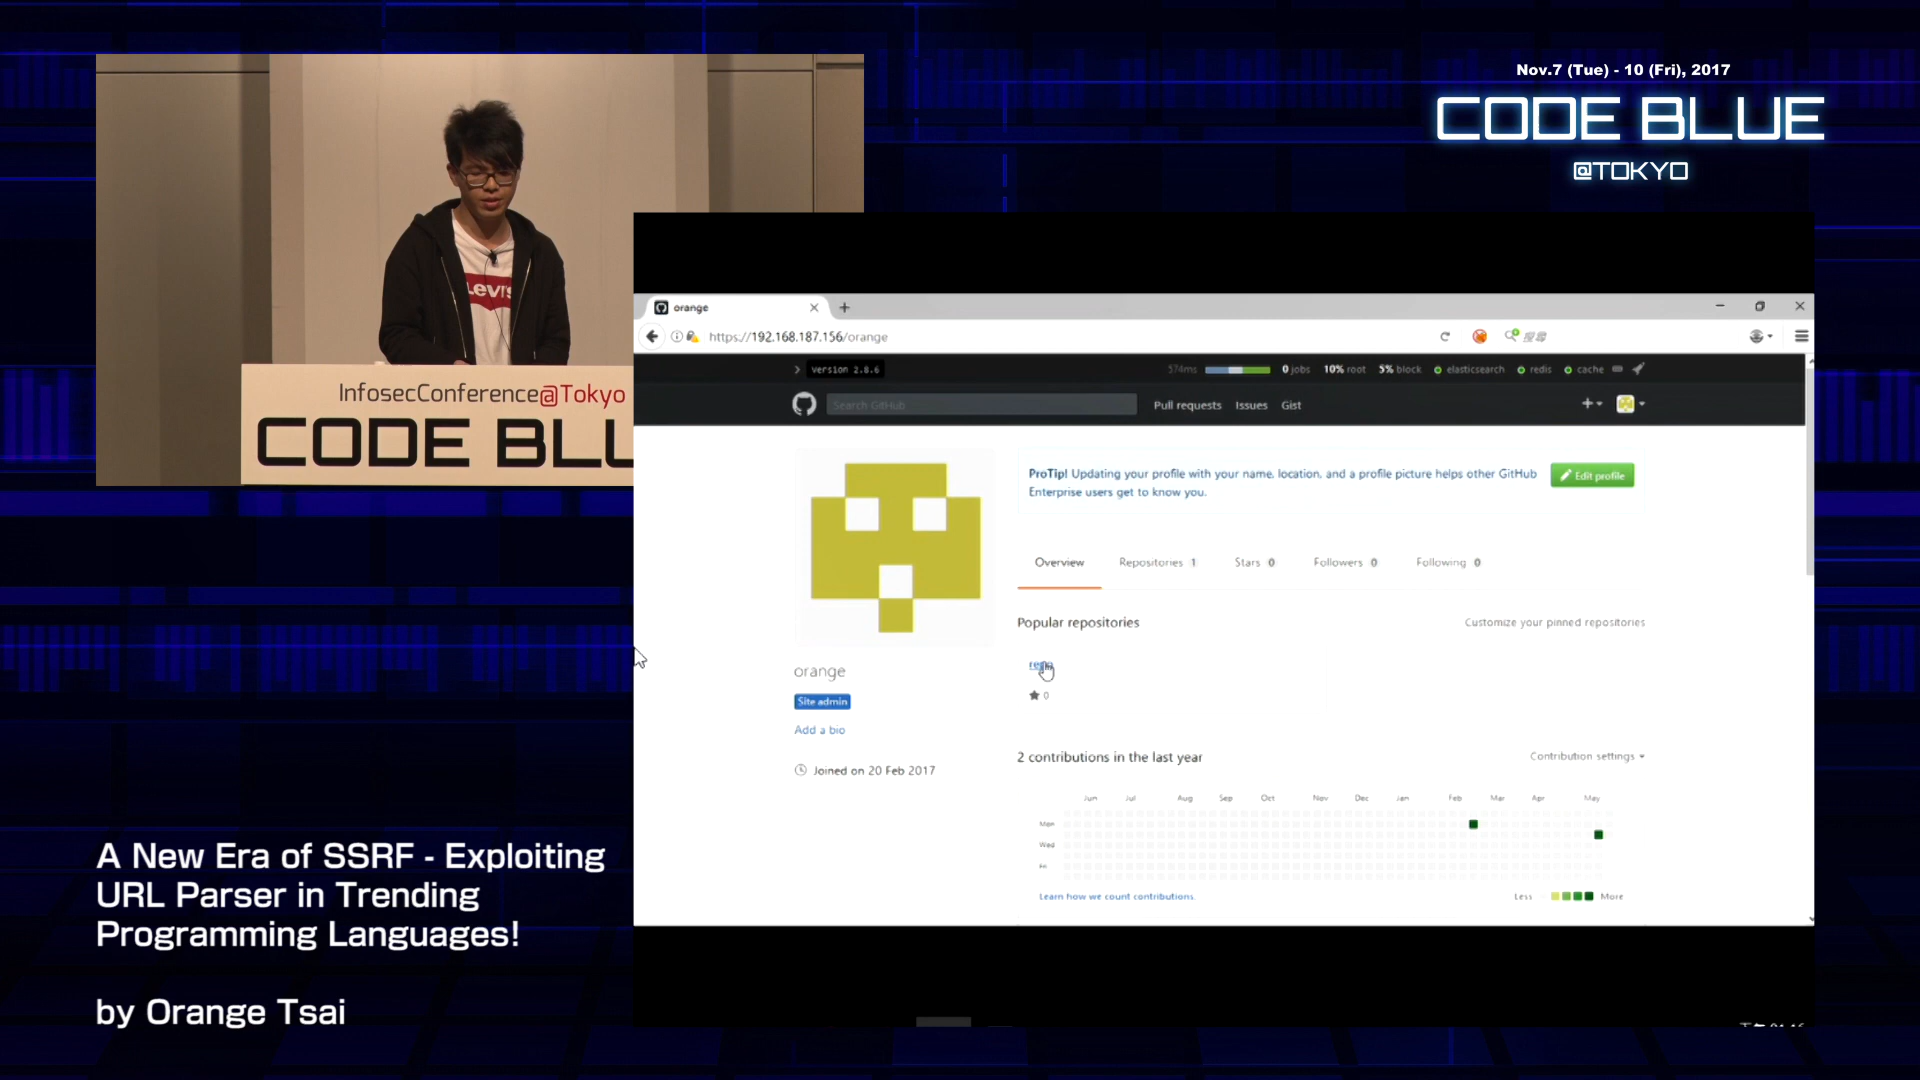 Nov.7 (Tue) - 10 (Fri), 2017
CODE BLUE
@TOKYO
Levi's
InfosecConference@Tokyo
CODE BLU
orange
https://192.168.187.156/orange
version 2.8.6
574ms
0 jobs
10% root
5% block
elasticsearch
redis
cache
Search GitHub
Pull requests
Issues
Gist
ProTip! Updating your profile with your name, location, and a profile picture helps other GitHub
Enterprise users get to know you.
Edit profile
Overview
Repositories 1
Stars 0
Followers 0
Following 0
Popular repositories
Customize your pinned repositories
0
orange
Site admin
Add a bio
Joined on 20 Feb 2017
2 contributions in the last year
Contribution settings
Jun Jul Aug Sep Oct Nov Dec Jan Feb Mar Apr May
Mon
Wed
Fri
Learn how we count contributions.
Less
More
A New Era of SSRF - Exploiting
URL Parser in Trending
Programming Languages!
by Orange Tsai